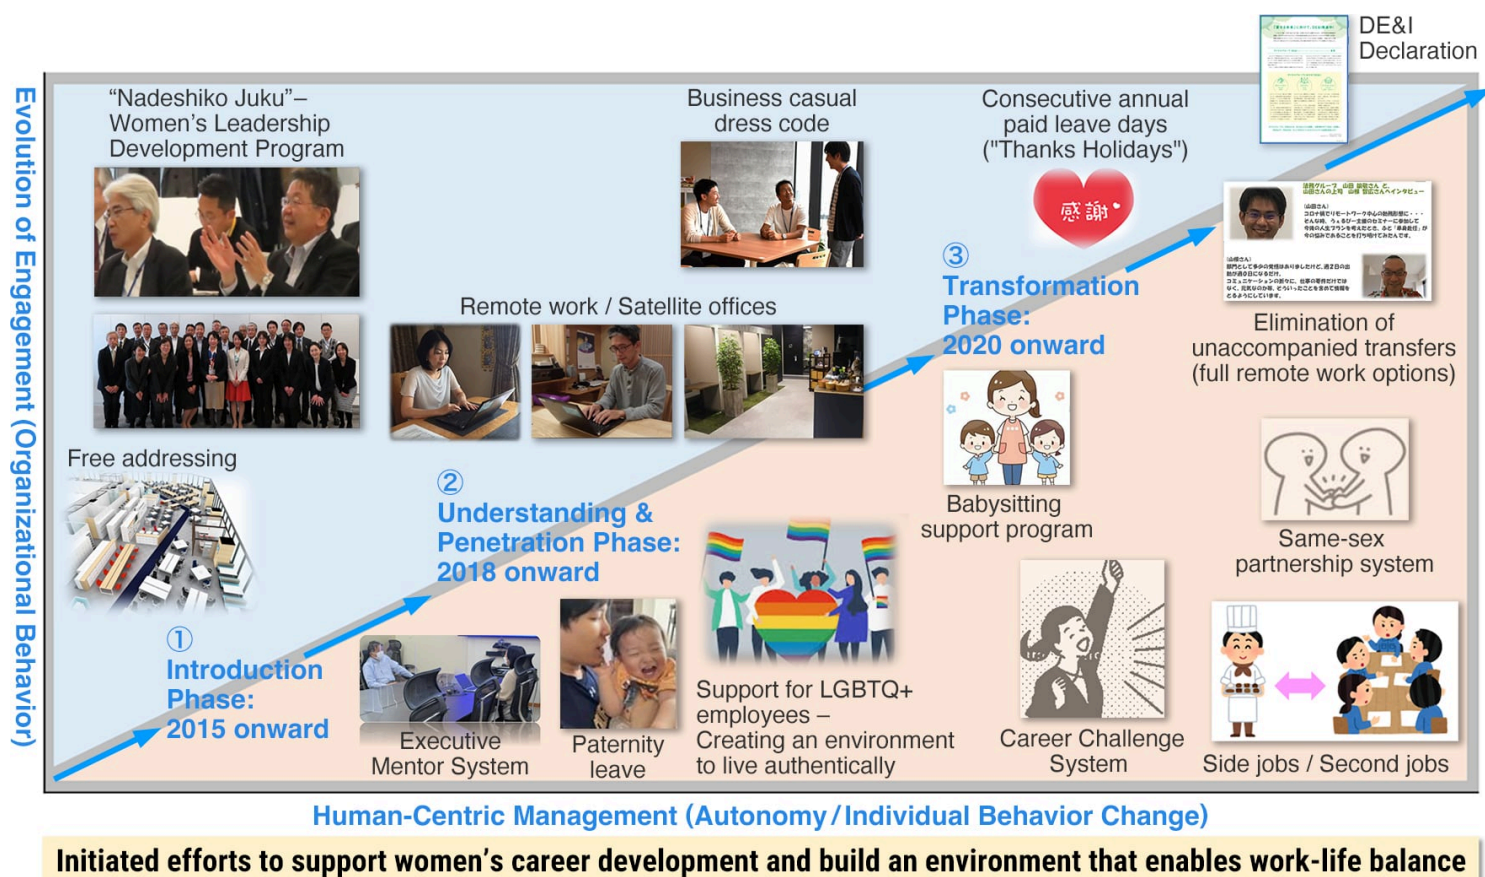 DE&I
Declaration
“Nadeshiko Juku”–
Women’s Leadership
Development Program
Business casual
dress code
Consecutive annual
paid leave days
("Thanks Holidays")
感謝
Remote work / Satellite offices
③
Transformation
Phase:
2020 onward
Elimination of
unaccompanied transfers
(full remote work options)
Free addressing
②
Understanding &
Penetration Phase:
2018 onward
Babysitting
support program
Same-sex
partnership system
①
Introduction
Phase:
2015 onward
Executive
Mentor System
Paternity
leave
Support for LGBTQ+
employees –
Creating an environment
to live authentically
Career Challenge
System
Side jobs / Second jobs
Evolution of Engagement (Organizational Behavior)
Human-Centric Management (Autonomy/Individual Behavior Change)
Initiated efforts to support women’s career development and build an environment that enables work-life balance